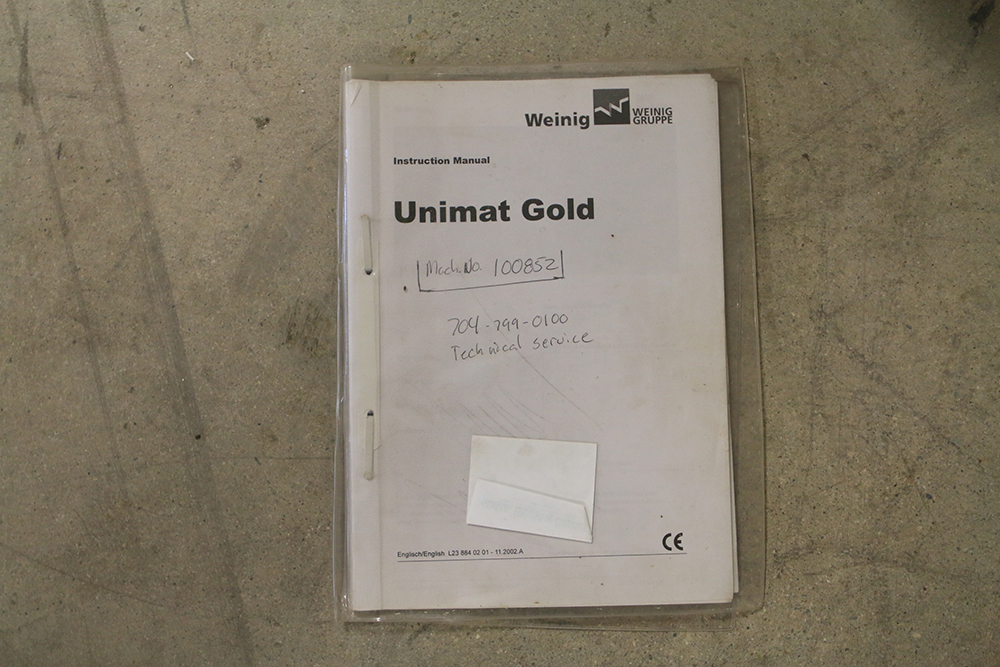 Weinig
WEINIG
GRUPPE
Instruction Manual
Unimat Gold
Mach No. 100852
704-799-0100
Technical service
Englisch/English L23 884 02 01 - 11.2002.A
CE